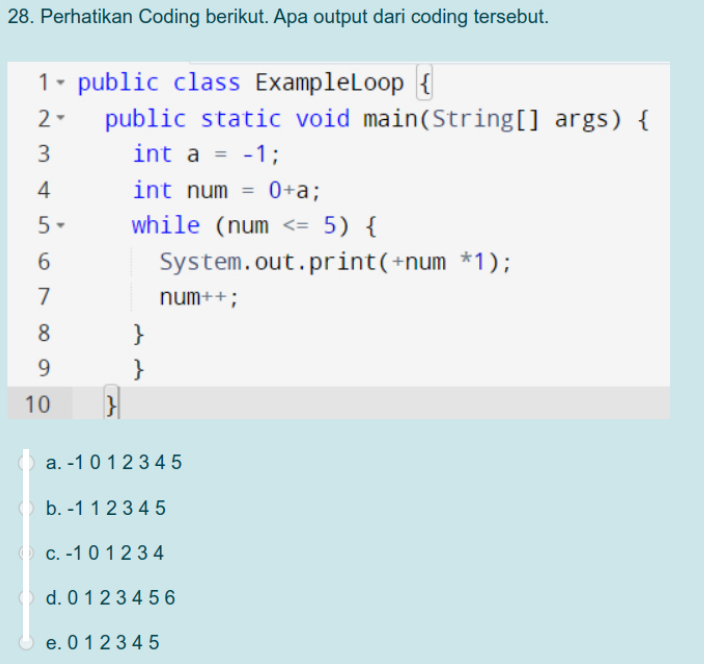 28. Perhatikan Coding berikut. Apa output dari coding tersebut.
1 public class ExampleLoop {
2 public static void main(String[] args) {
3 int a = -1;
4 int num = 0+a;
5 while (num <= 5) {
6 System.out.print(+num *1);
7 num++;
8 }
9 }
10 }
a. -1 0 1 2 3 4 5
b. -1 1 2 3 4 5
c. -1 0 1 2 3 4
d. 0 1 2 3 4 5 6
e. 0 1 2 3 4 5